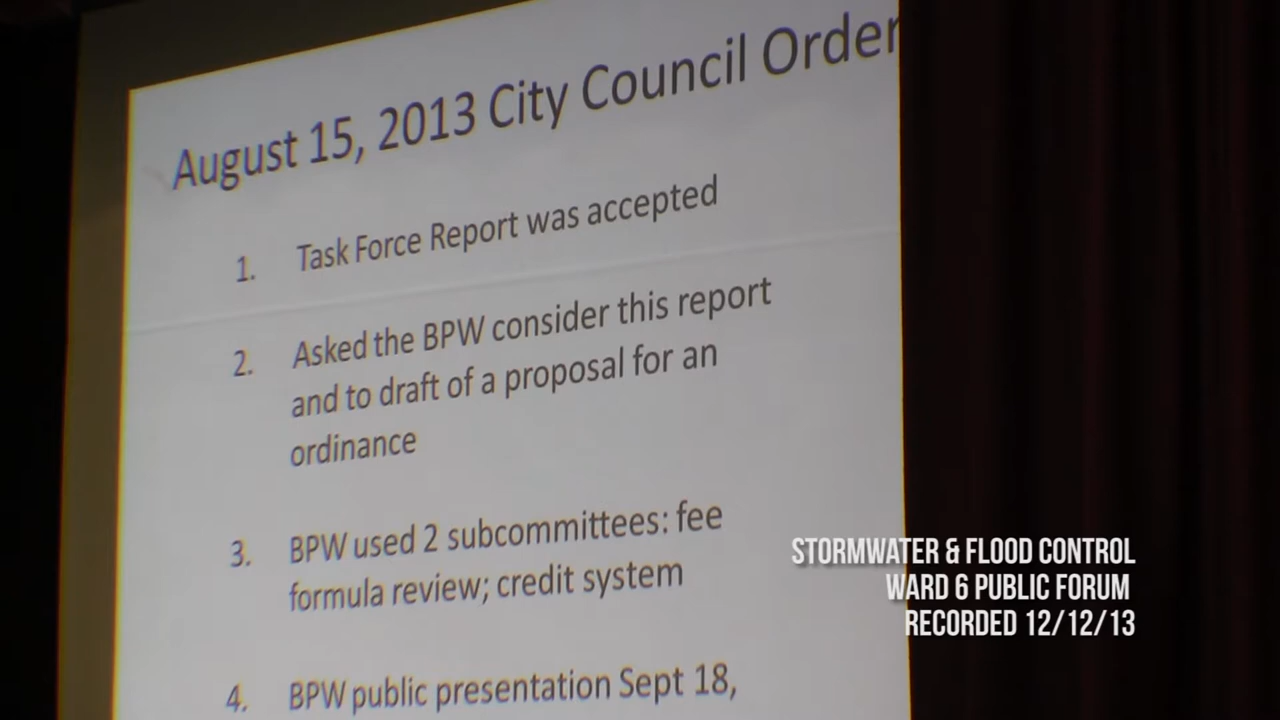 August 15, 2013 City Council Order
1. Task Force Report was accepted
2. Asked the BPW consider this report
and to draft of a proposal for an
ordinance
3. BPW used 2 subcommittees: fee
formula review; credit system
4. BPW public presentation Sept 18,
STORMWATER & FLOOD CONTROL
WARD 6 PUBLIC FORUM
RECORDED 12/12/13